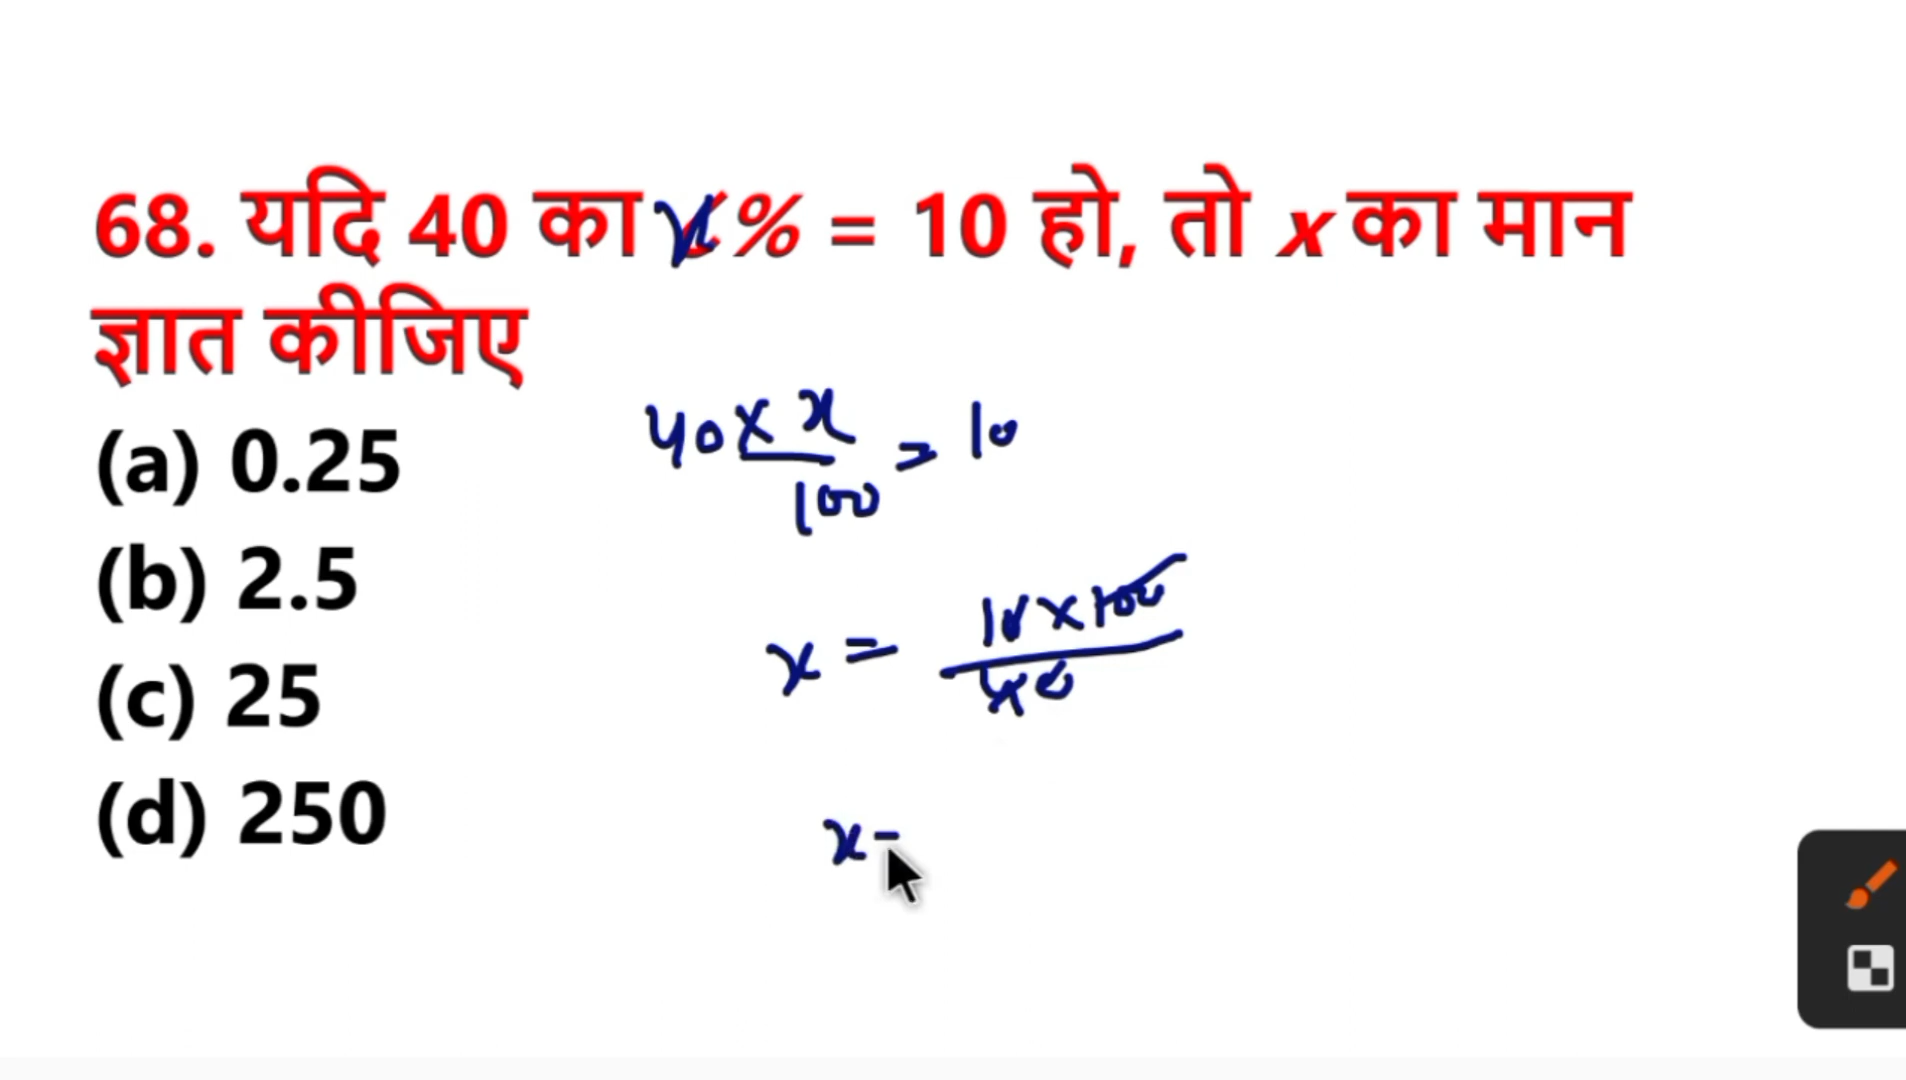 68. यदि 40 का x% = 10 हो, तो x का मान
ज्ञात कीजिए
(a) 0.25
(b) 2.5
(c) 25
(d) 250
40 × x
100
= 10
x = 10 × 100
40
x =